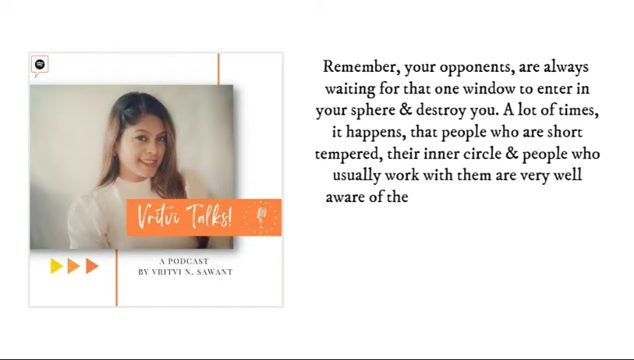 Vritvi Talks!
A PODCAST
BY VRITVI N. SAWANT
Remember, your opponents, are always
waiting for that one window to enter in
your sphere & destroy you. A lot of times,
it happens, that people who are short
tempered, their inner circle & people who
usually work with them are very well
aware of the